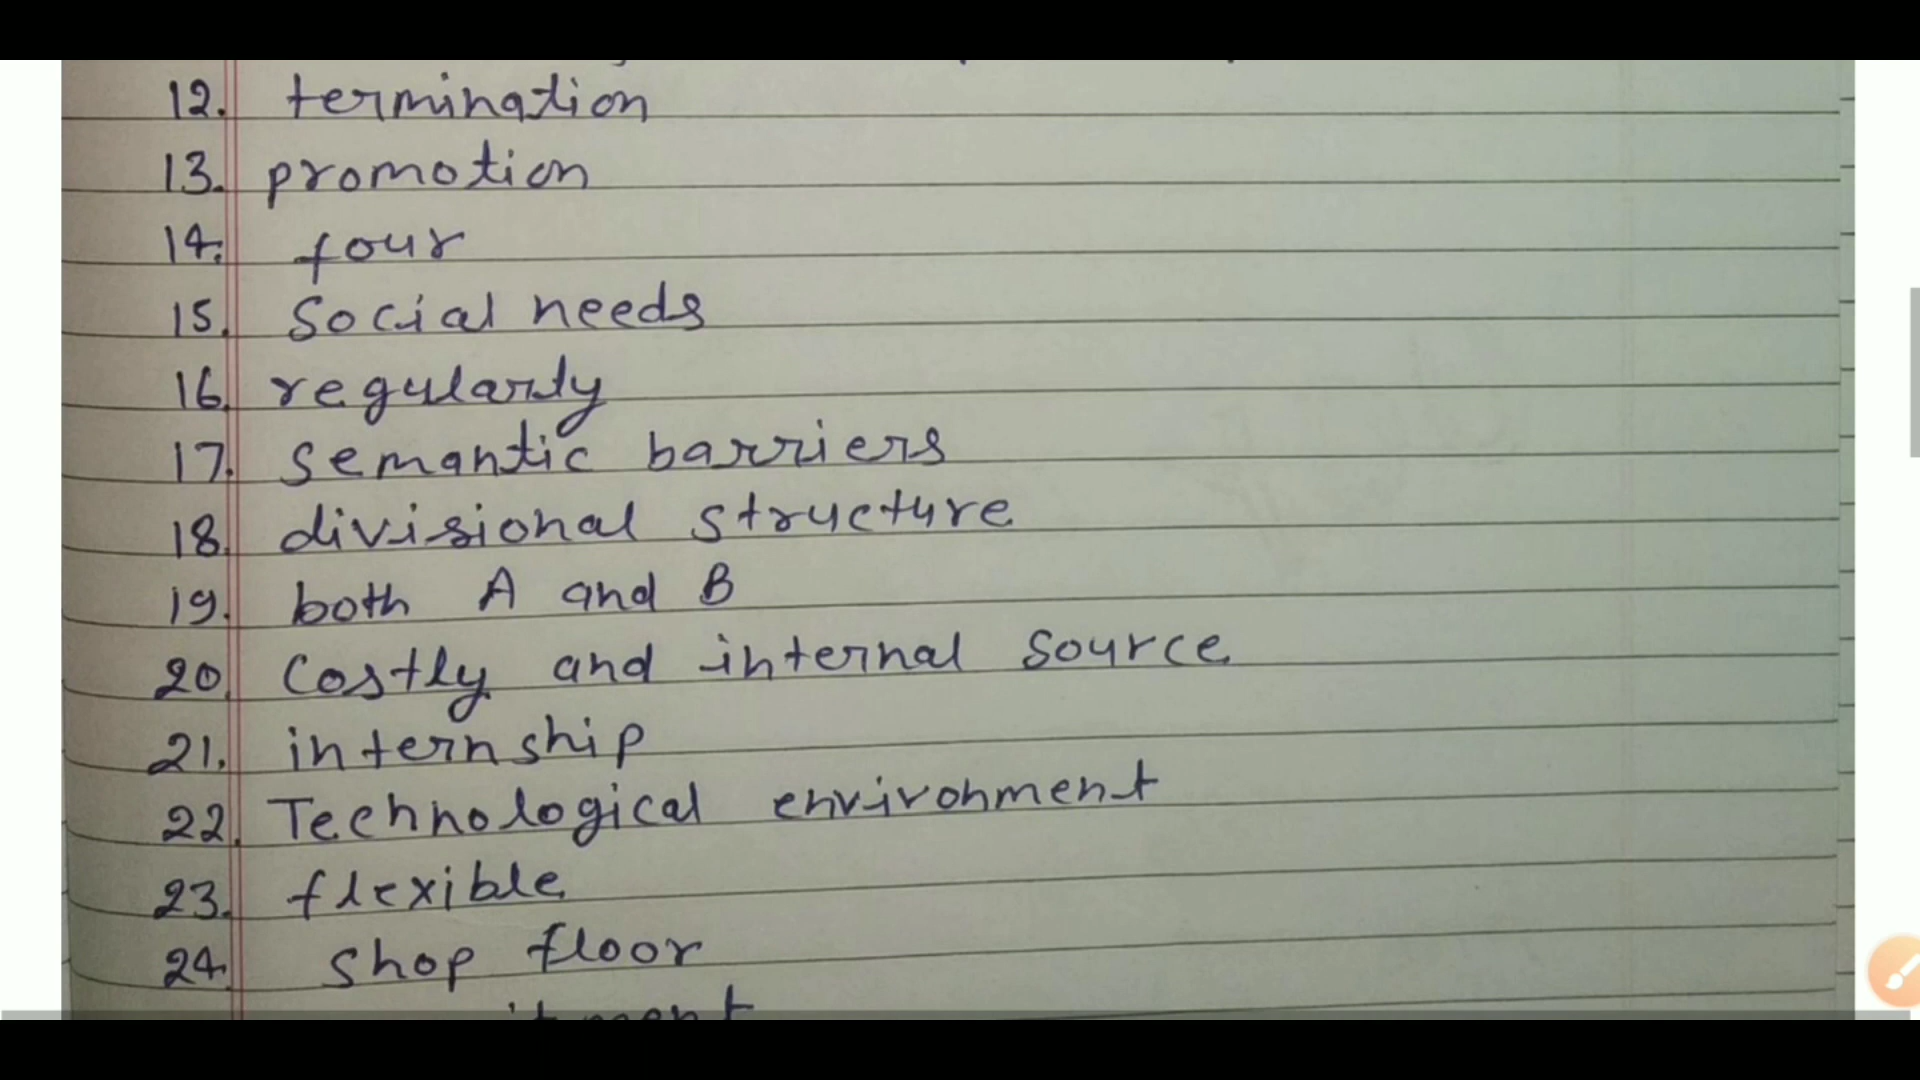 12. termination
13. promotion
14. four
15. Social needs
16. regularly
17. semantic barriers
18. divisional structure
19. both A and B
20. Costly and internal source
21. internship
22. Technological environment
23. flexible
24. shop floor